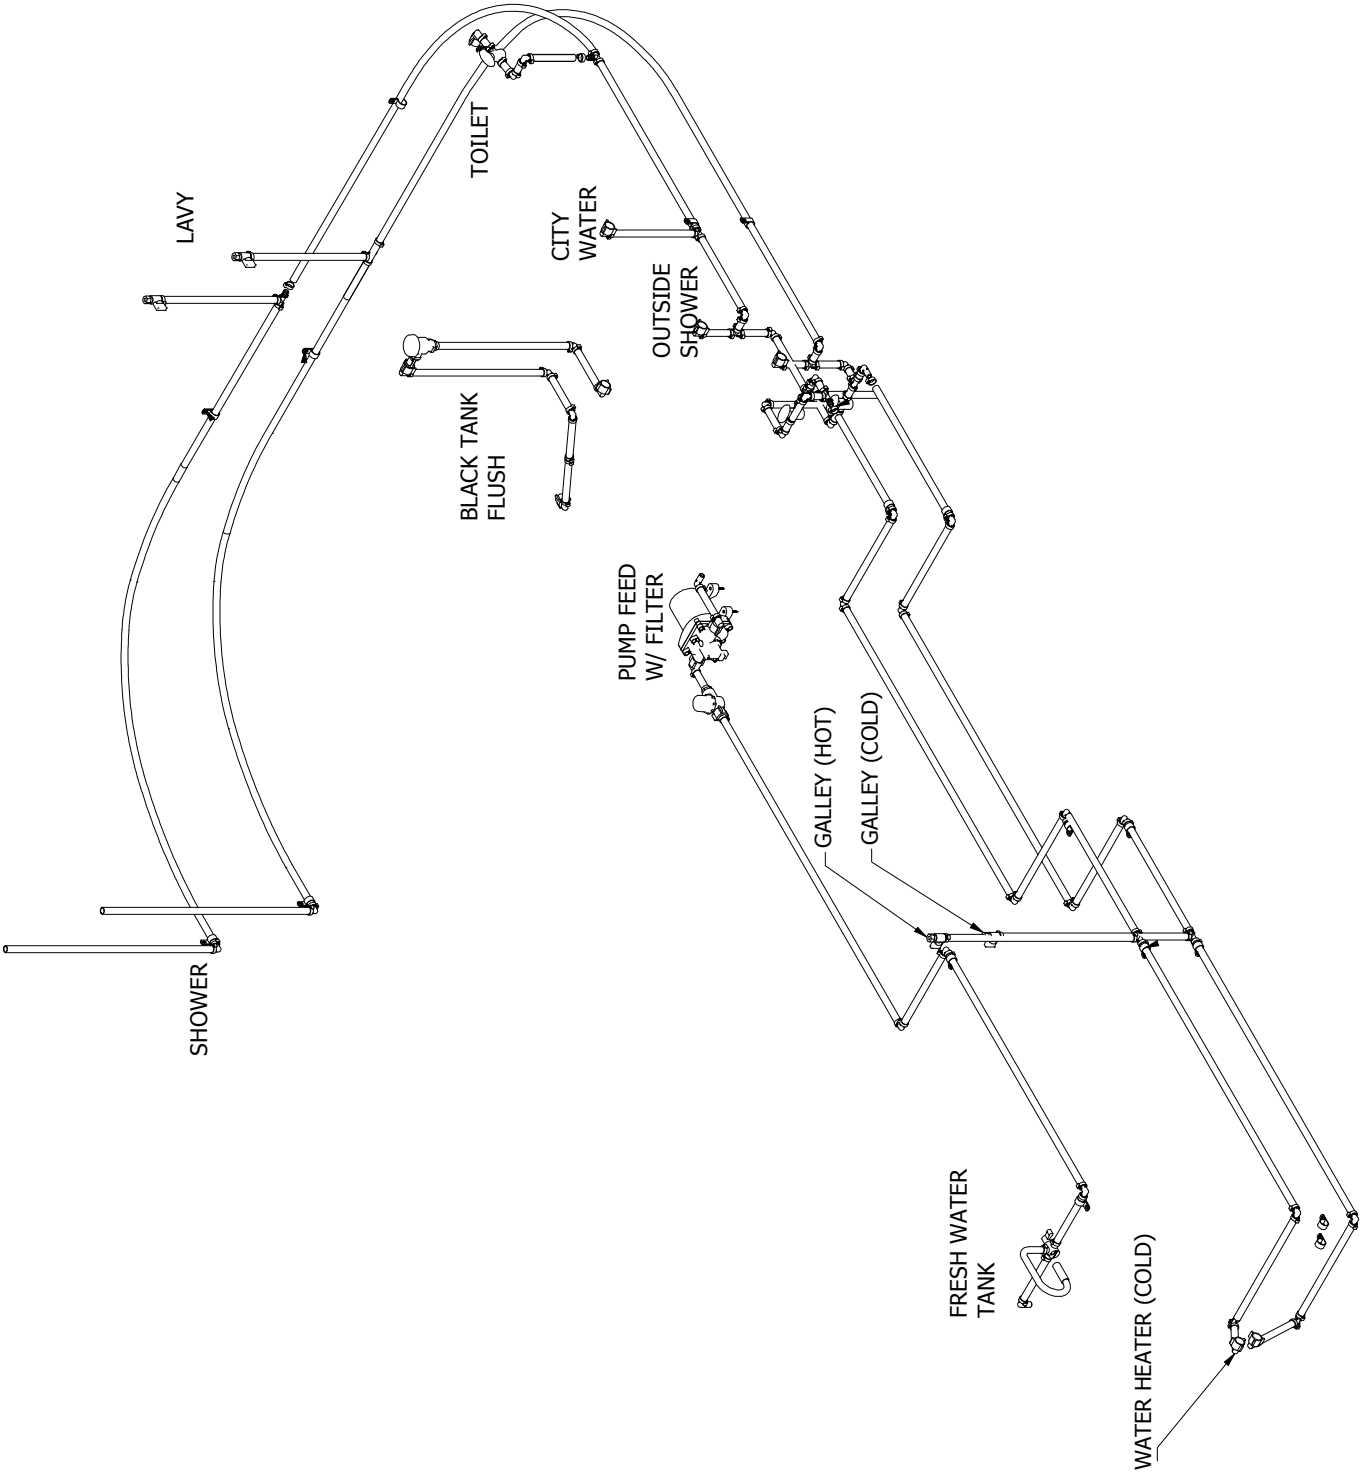 SHOWER
LAVY
TOILET
BLACK TANK
FLUSH
CITY
WATER
OUTSIDE
SHOWER
PUMP FEED
W/ FILTER
GALLEY (HOT)
GALLEY (COLD)
FRESH WATER
TANK
WATER HEATER (COLD)